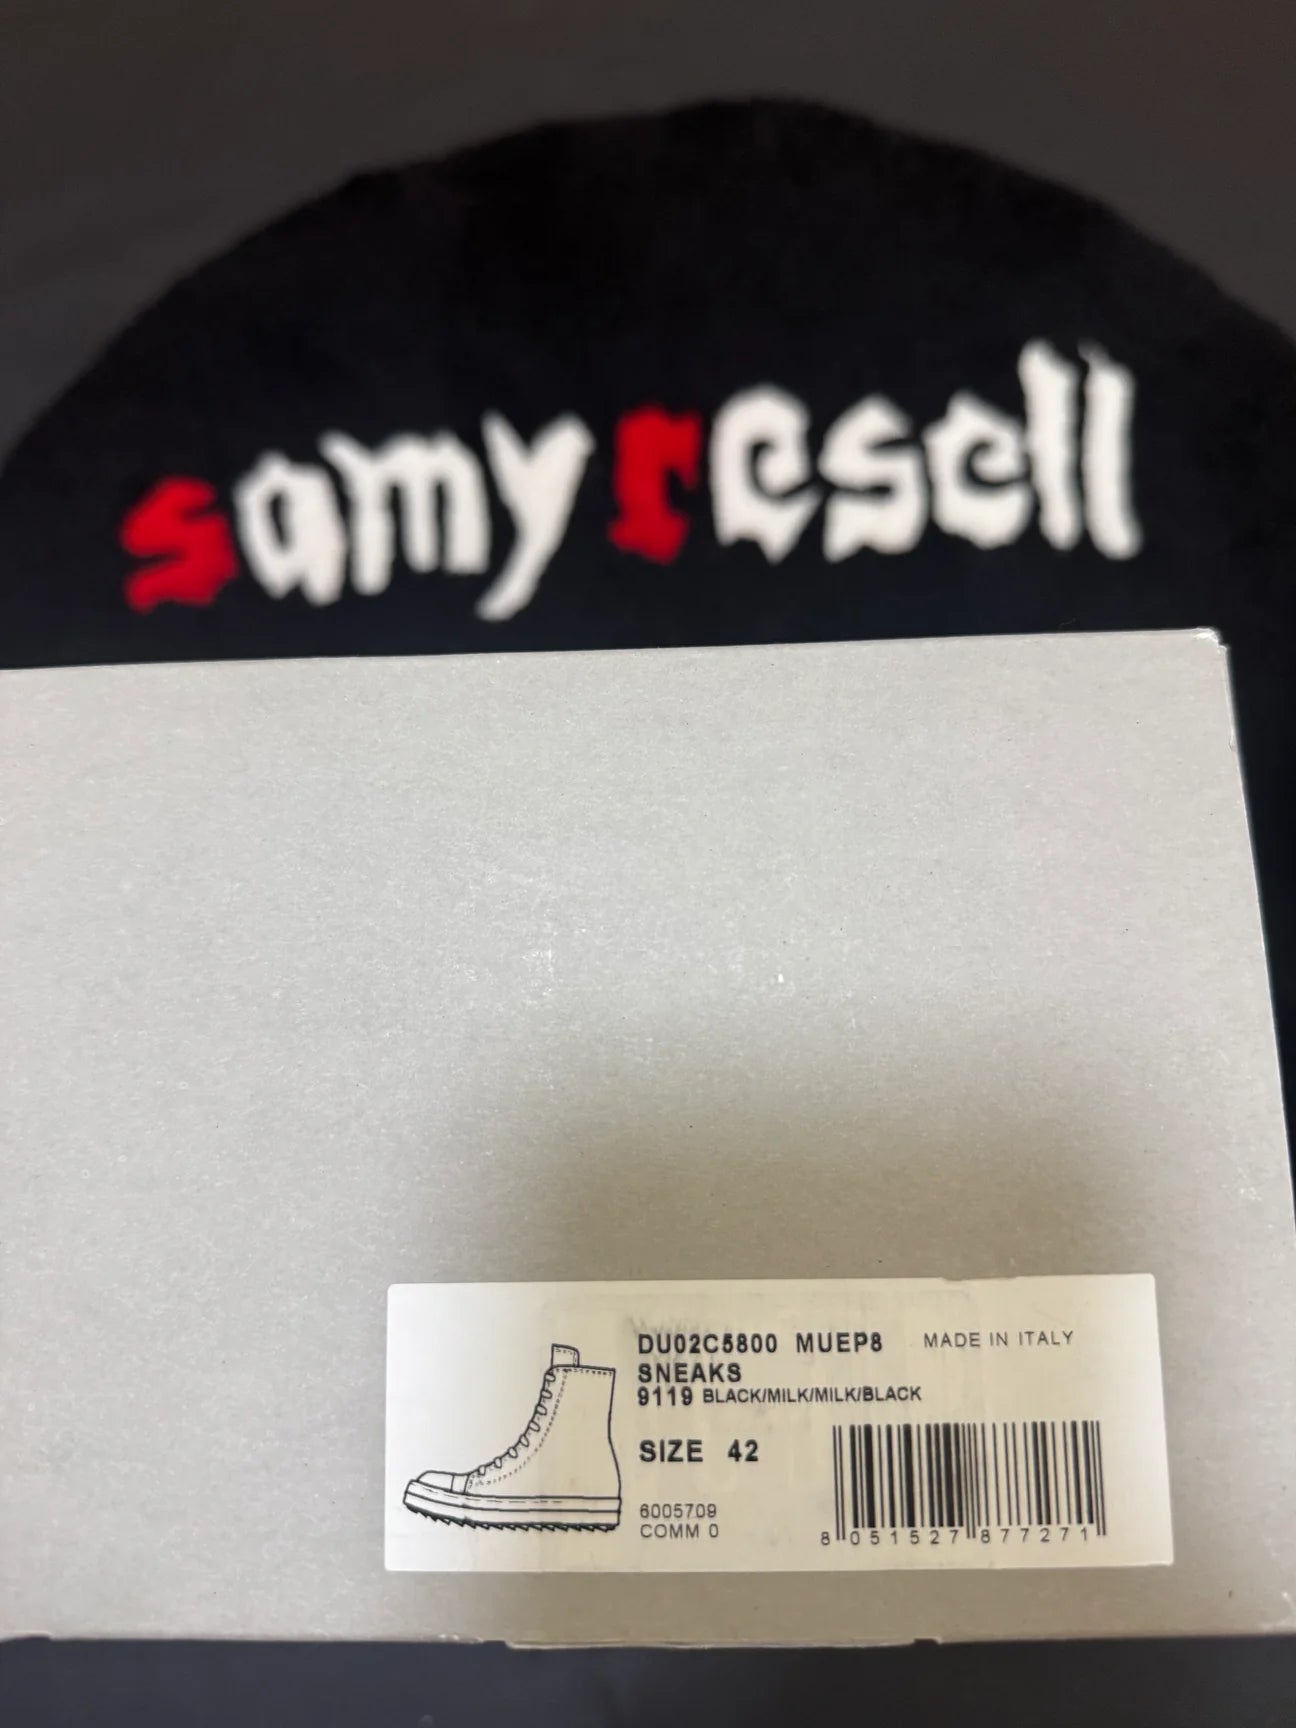 samy resell
DU02C5800 MUEP8 MADE IN ITALY
SNEAKS
9119 BLACK/MILK/MILK/BLACK
SIZE 42
6005709
COMM 0
8 051527 877271